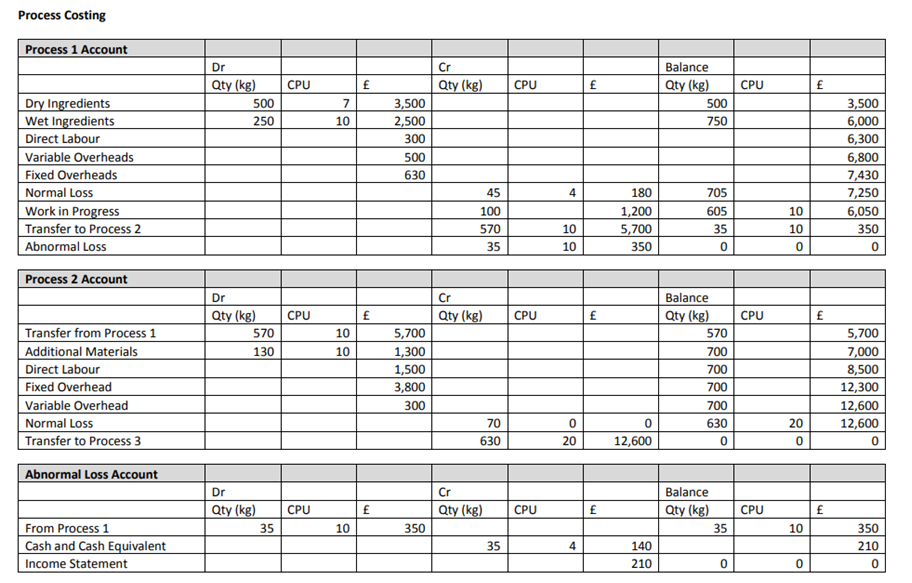 Process Costing
Process 1 Account
Dr Cr Balance
Qty (kg) CPU £ Qty (kg) CPU £ Qty (kg) CPU £
Dry Ingredients 500 7 3,500 500 3,500
Wet Ingredients 250 10 2,500 750 6,000
Direct Labour 300 6,300
Variable Overheads 500 6,800
Fixed Overheads 630 7,430
Normal Loss 45 4 180 705 7,250
Work in Progress 100 1,200 605 10 6,050
Transfer to Process 2 570 10 5,700 35 10 350
Abnormal Loss 35 10 350 0 0 0
Process 2 Account
Dr Cr Balance
Qty (kg) CPU £ Qty (kg) CPU £ Qty (kg) CPU £
Transfer from Process 1 570 10 5,700 570 5,700
Additional Materials 130 10 1,300 700 7,000
Direct Labour 1,500 700 8,500
Fixed Overhead 3,800 700 12,300
Variable Overhead 300 700 12,600
Normal Loss 70 0 0 630 20 12,600
Transfer to Process 3 630 20 12,600 0 0 0
Abnormal Loss Account
Dr Cr Balance
Qty (kg) CPU £ Qty (kg) CPU £ Qty (kg) CPU £
From Process 1 35 10 350 35 10 350
Cash and Cash Equivalent 35 4 140 210
Income Statement 210 0 0 0